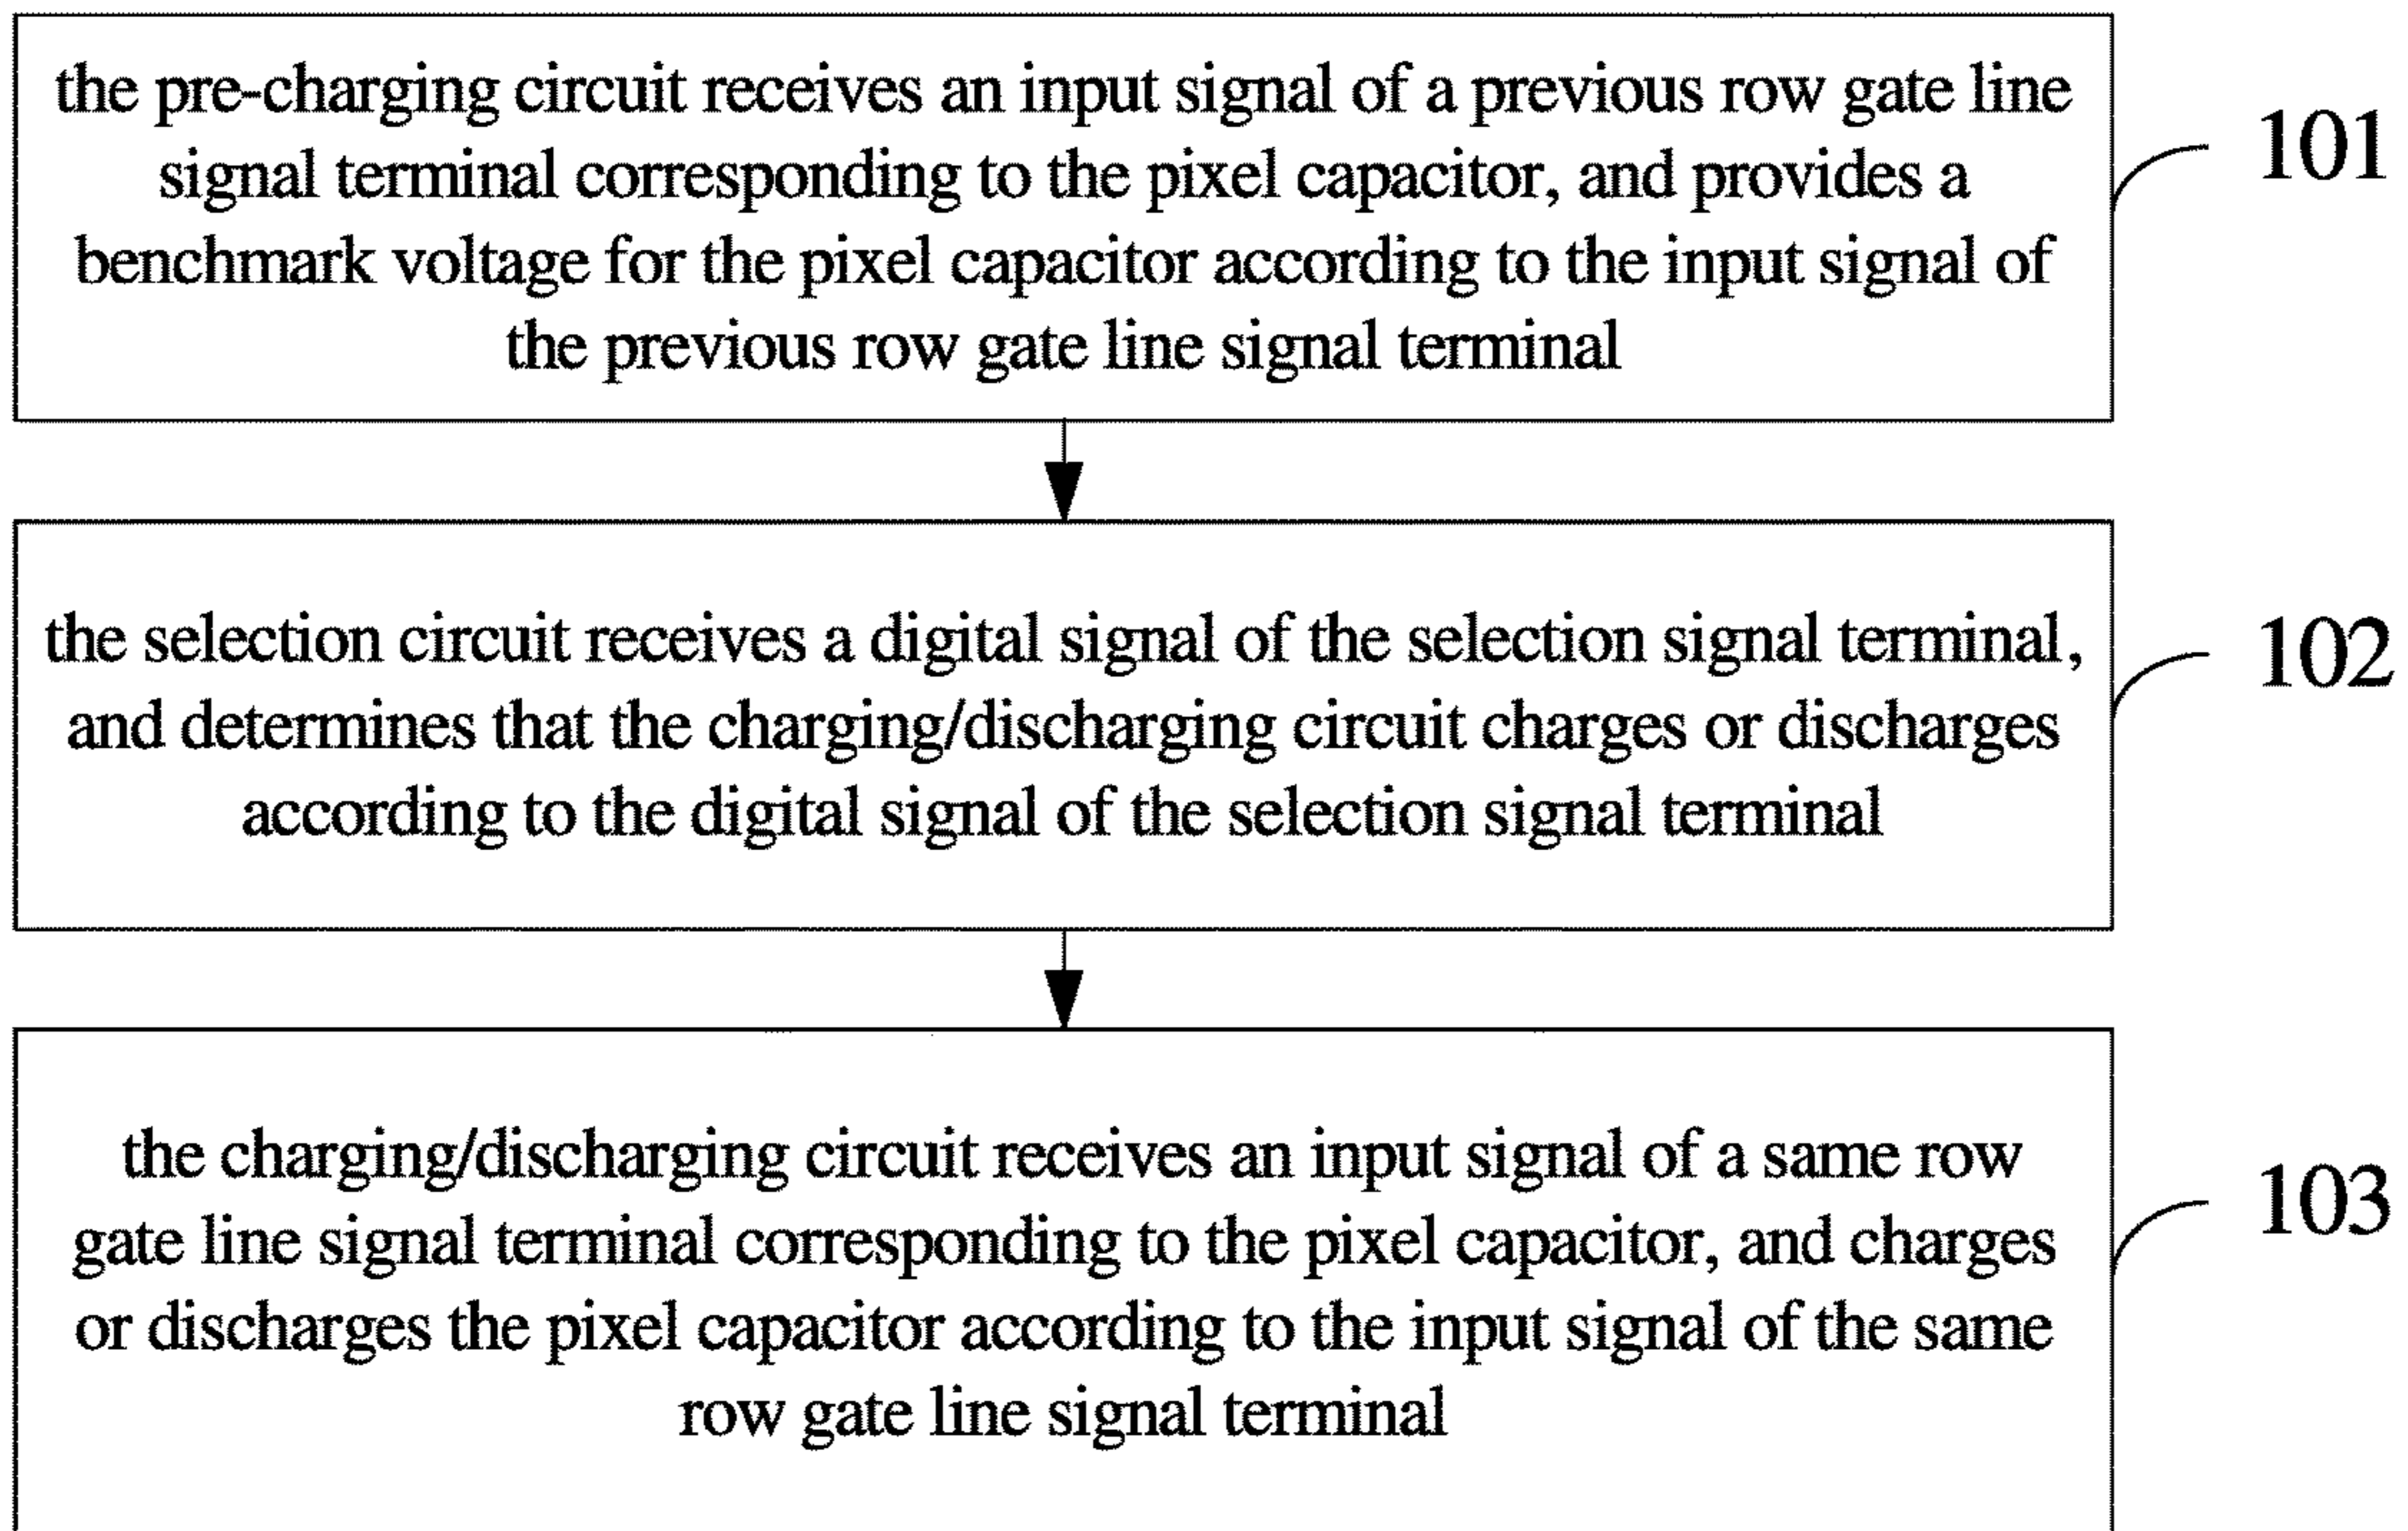 the pre-charging circuit receives an input signal of a previous row gate line
signal terminal corresponding to the pixel capacitor, and provides a
benchmark voltage for the pixel capacitor according to the input signal of
the previous row gate line signal terminal
101
the selection circuit receives a digital signal of the selection signal terminal,
and determines that the charging/discharging circuit charges or discharges
according to the digital signal of the selection signal terminal
102
the charging/discharging circuit receives an input signal of a same row
gate line signal terminal corresponding to the pixel capacitor, and charges
or discharges the pixel capacitor according to the input signal of the same
row gate line signal terminal
103